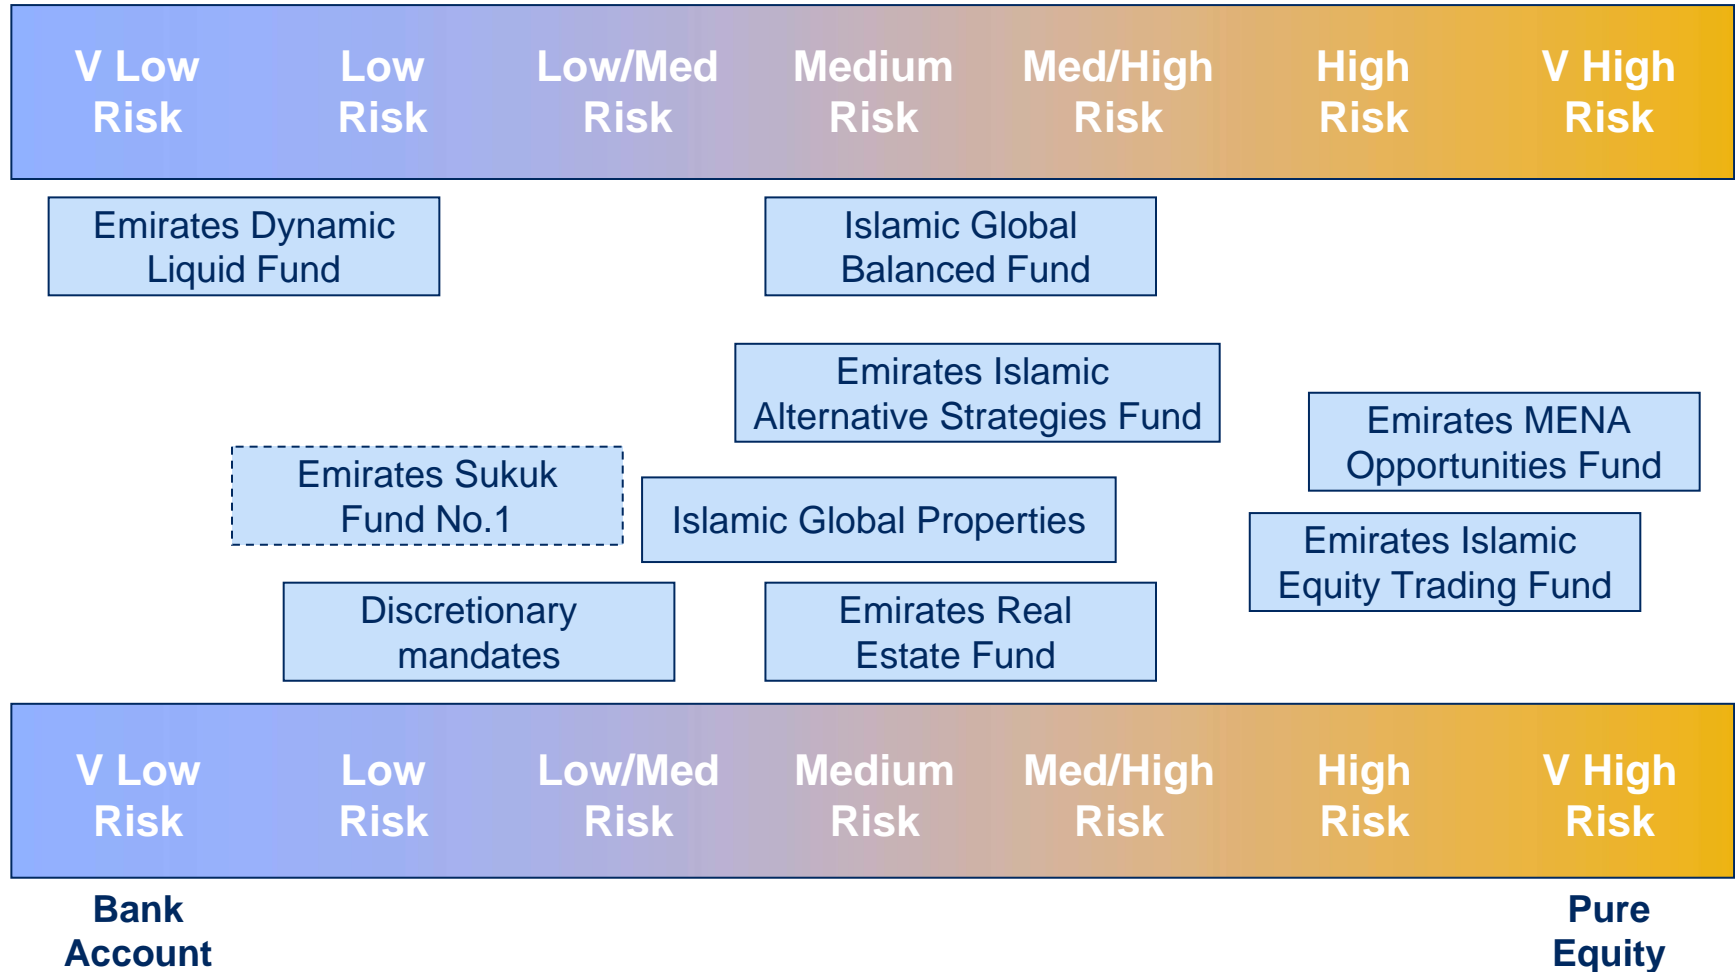 V Low
Risk
Low
Risk
Low/Med
Risk
Medium
Risk
Med/High
Risk
High
Risk
V High
Risk
Emirates Dynamic
Liquid Fund
Islamic Global
Balanced Fund
Emirates Islamic
Alternative Strategies Fund
Emirates MENA
Opportunities Fund
Emirates Sukuk
Fund No.1
Islamic Global Properties
Emirates Islamic
Equity Trading Fund
Discretionary
mandates
Emirates Real
Estate Fund
V Low
Risk
Low
Risk
Low/Med
Risk
Medium
Risk
Med/High
Risk
High
Risk
V High
Risk
Bank
Account
Pure
Equity